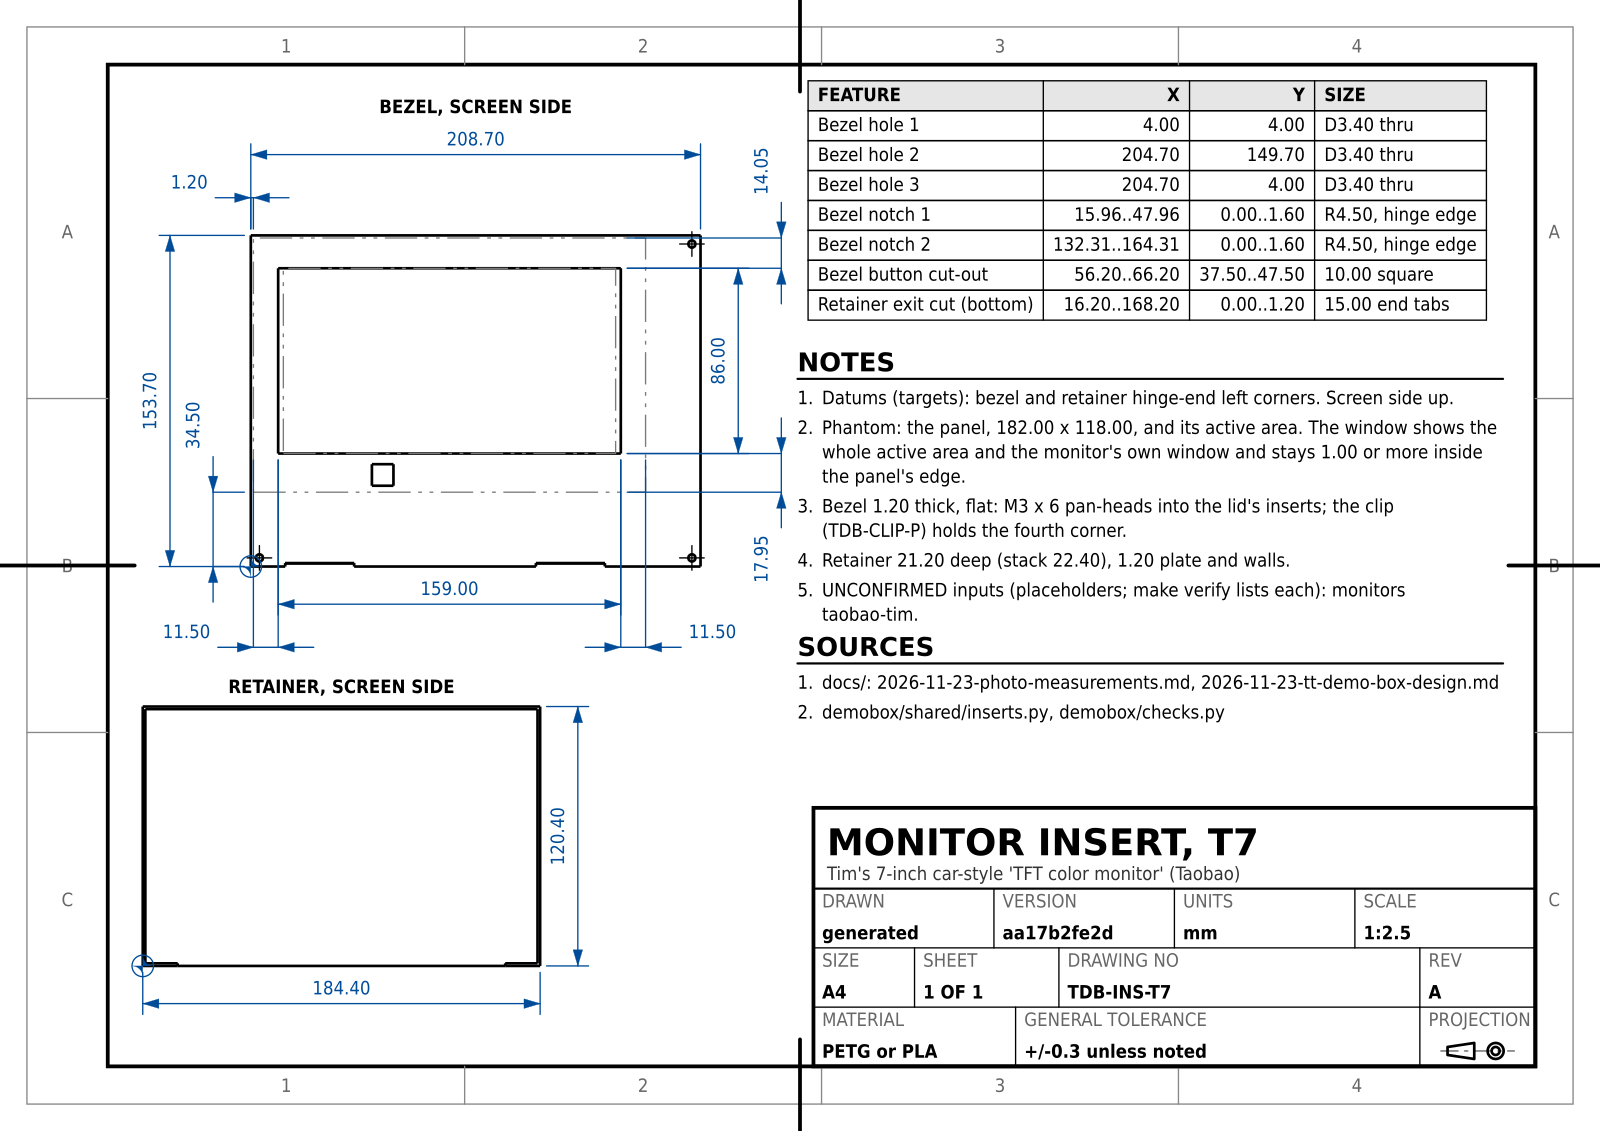 1 2 3 4
A A
B B
C C
1 2 3 4
BEZEL, SCREEN SIDE
208.70
1.20
14.05
153.70
34.50
86.00
17.95
159.00
11.50 11.50
RETAINER, SCREEN SIDE
120.40
184.40
FEATURE X Y SIZE
Bezel hole 1 4.00 4.00 D3.40 thru
Bezel hole 2 204.70 149.70 D3.40 thru
Bezel hole 3 204.70 4.00 D3.40 thru
Bezel notch 1 15.96..47.96 0.00..1.60 R4.50, hinge edge
Bezel notch 2 132.31..164.31 0.00..1.60 R4.50, hinge edge
Bezel button cut-out 56.20..66.20 37.50..47.50 10.00 square
Retainer exit cut (bottom) 16.20..168.20 0.00..1.20 15.00 end tabs
NOTES
1. Datums (targets): bezel and retainer hinge-end left corners. Screen side up.
2. Phantom: the panel, 182.00 x 118.00, and its active area. The window shows the
whole active area and the monitor's own window and stays 1.00 or more inside
the panel's edge.
3. Bezel 1.20 thick, flat: M3 x 6 pan-heads into the lid's inserts; the clip
(TDB-CLIP-P) holds the fourth corner.
4. Retainer 21.20 deep (stack 22.40), 1.20 plate and walls.
5. UNCONFIRMED inputs (placeholders; make verify lists each): monitors
taobao-tim.
SOURCES
1. docs/: 2026-11-23-photo-measurements.md, 2026-11-23-tt-demo-box-design.md
2. demobox/shared/inserts.py, demobox/checks.py
MONITOR INSERT, T7
Tim's 7-inch car-style 'TFT color monitor' (Taobao)
DRAWN VERSION UNITS SCALE
generated aa17b2fe2d mm 1:2.5
SIZE SHEET DRAWING NO REV
A4 1 OF 1 TDB-INS-T7 A
MATERIAL GENERAL TOLERANCE PROJECTION
PETG or PLA +/-0.3 unless noted